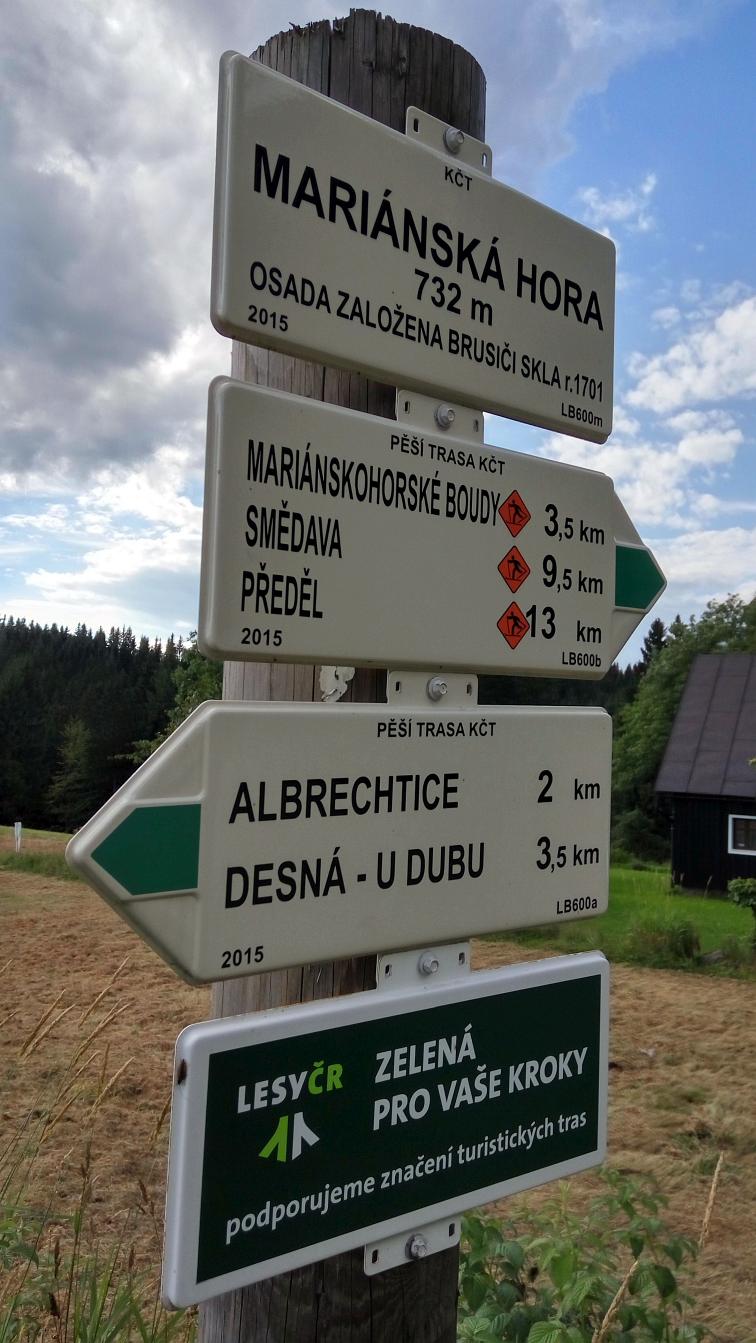 KČT
MARIÁNSKÁ HORA
732 m
OSADA ZALOŽENA BRUSIČI SKLA r.1701
2015
LB600m
PĚŠÍ TRASA KČT
MARIÁNSKOHORSKÉ BOUDY 3,5 km
SMĚDAVA 9,5 km
PŘEDĚL 13 km
2015
LB600b
PĚŠÍ TRASA KČT
ALBRECHTICE 2 km
DESNÁ - U DUBU 3,5 km
LB600a
2015
LESYČR
ZELENÁ
PRO VAŠE KROKY
podporujeme značení turistických tras